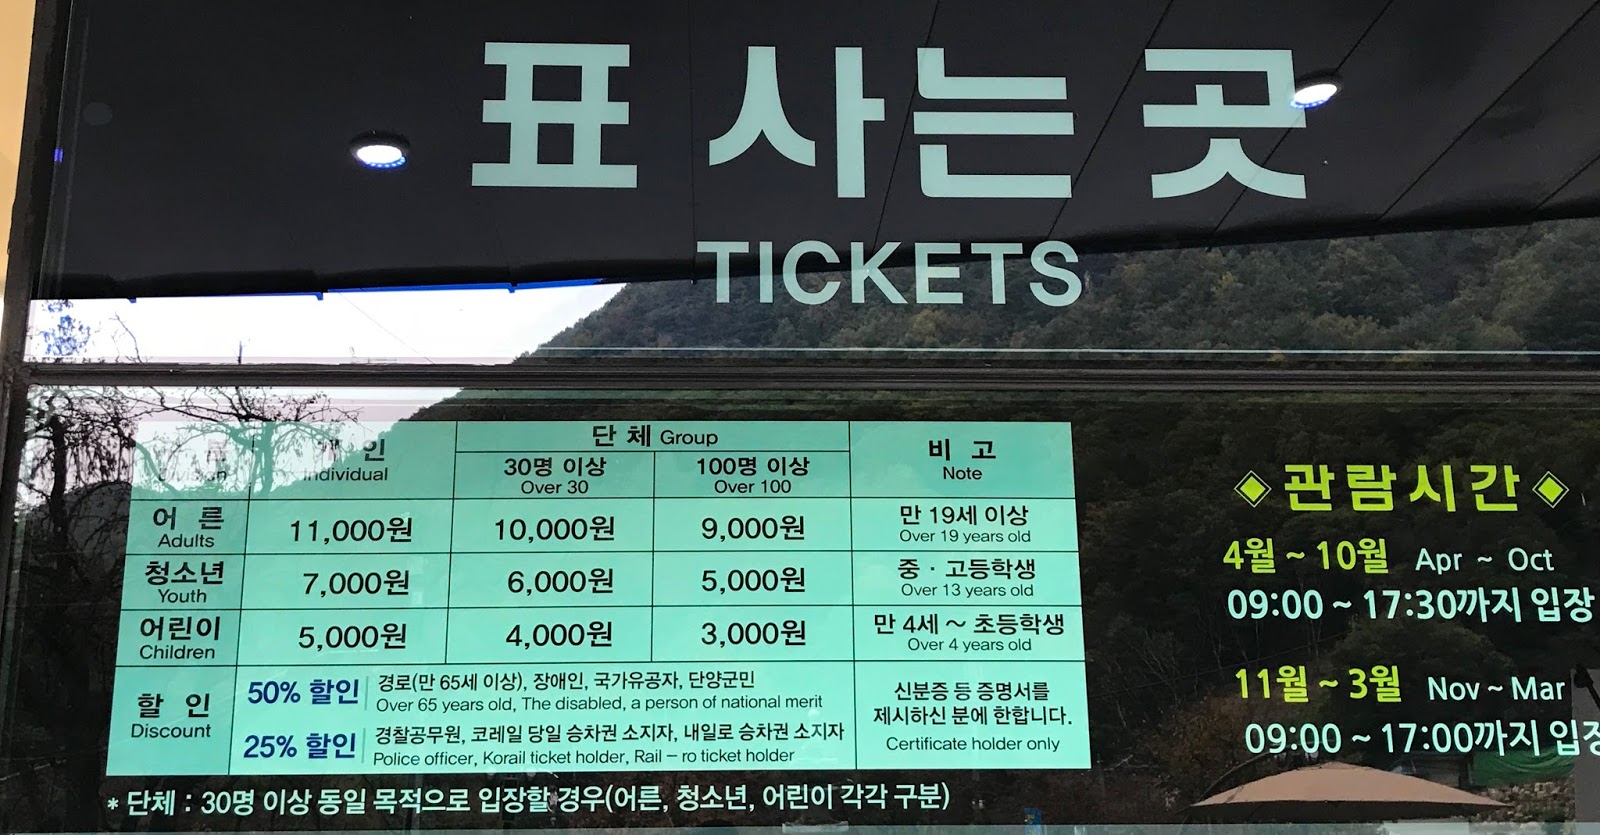 표 사는 곳
TICKETS
개 인
Individual
단 체 Group
30명 이상
Over 30
100명 이상
Over 100
비 고
Note
어 른
Adults
11,000원
10,000원
9,000원
만 19세 이상
Over 19 years old
청소년
Youth
7,000원
6,000원
5,000원
중 · 고등학생
Over 13 years old
어린이
Children
5,000원
4,000원
3,000원
만 4세 ~ 초등학생
Over 4 years old
할 인
Discount
50% 할인
경로(만 65세 이상), 장애인, 국가유공자, 단양군민
Over 65 years old, The disabled, a person of national merit
25% 할인
경찰공무원, 코레일 당일 승차권 소지자, 내일로 승차권 소지자
Police officer, Korail ticket holder, Rail – ro ticket holder
신분증 등 증명서를
제시하신 분에 한합니다.
Certificate holder only
* 단체 : 30명 이상 동일 목적으로 입장할 경우(어른, 청소년, 어린이 각각 구분)
◈ 관람시간 ◈
4월 ~ 10월 Apr ~ Oct
09:00 ~ 17:30까지 입장
11월 ~ 3월 Nov ~ Mar
09:00 ~ 17:00까지 입장